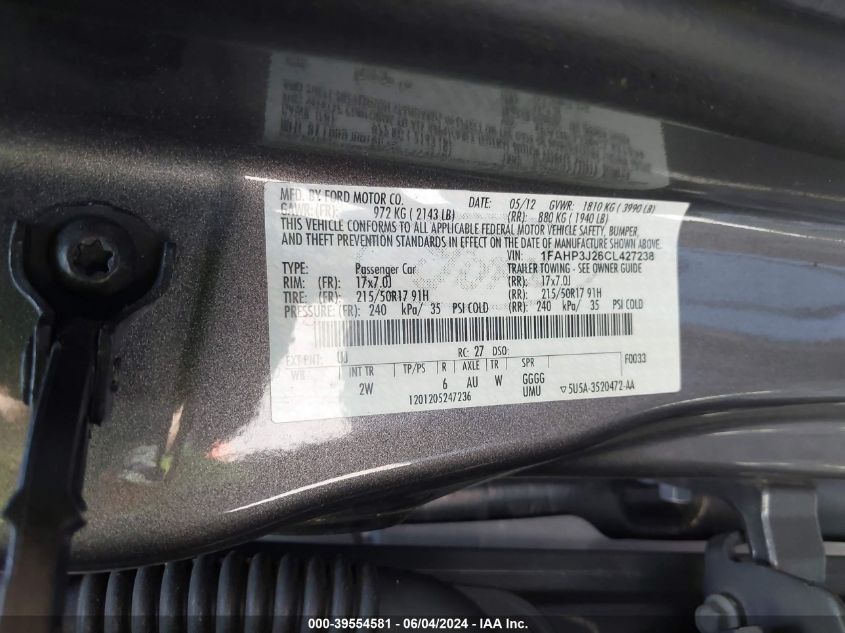 MFD. BY FORD MOTOR CO. DATE: 05/12 GVWR: 1810 KG ( 3990 LB)
GAWR: (FR): 972 KG ( 2143 LB) (RR): 880 KG ( 1940 LB)
THIS VEHICLE CONFORMS TO ALL APPLICABLE FEDERAL MOTOR VEHICLE SAFETY, BUMPER,
AND THEFT PREVENTION STANDARDS IN EFFECT ON THE DATE OF MANUFACTURE SHOWN ABOVE.
VIN: 1FAHP3J26CL427238
TYPE: Passenger Car TRAILER TOWING - SEE OWNER GUIDE
RIM: (FR): 17x7.0J (RR): 17x7.0J
TIRE: (FR): 215/50R17 91H (RR): 215/50R17 91H
PRESSURE:(FR): 240 kPa/ 35 PSI COLD (RR): 240 kPa/ 35 PSI COLD
EXT PNT: UJ RC: 27 DSO: F0033
WB INT TR TP/PS R AXLE TR SPR
2W 6 AU W GGGG
UMU
1201205247236 ▽5U5A-3520472-AA
000-39554581 - 06/04/2024 - IAA Inc.